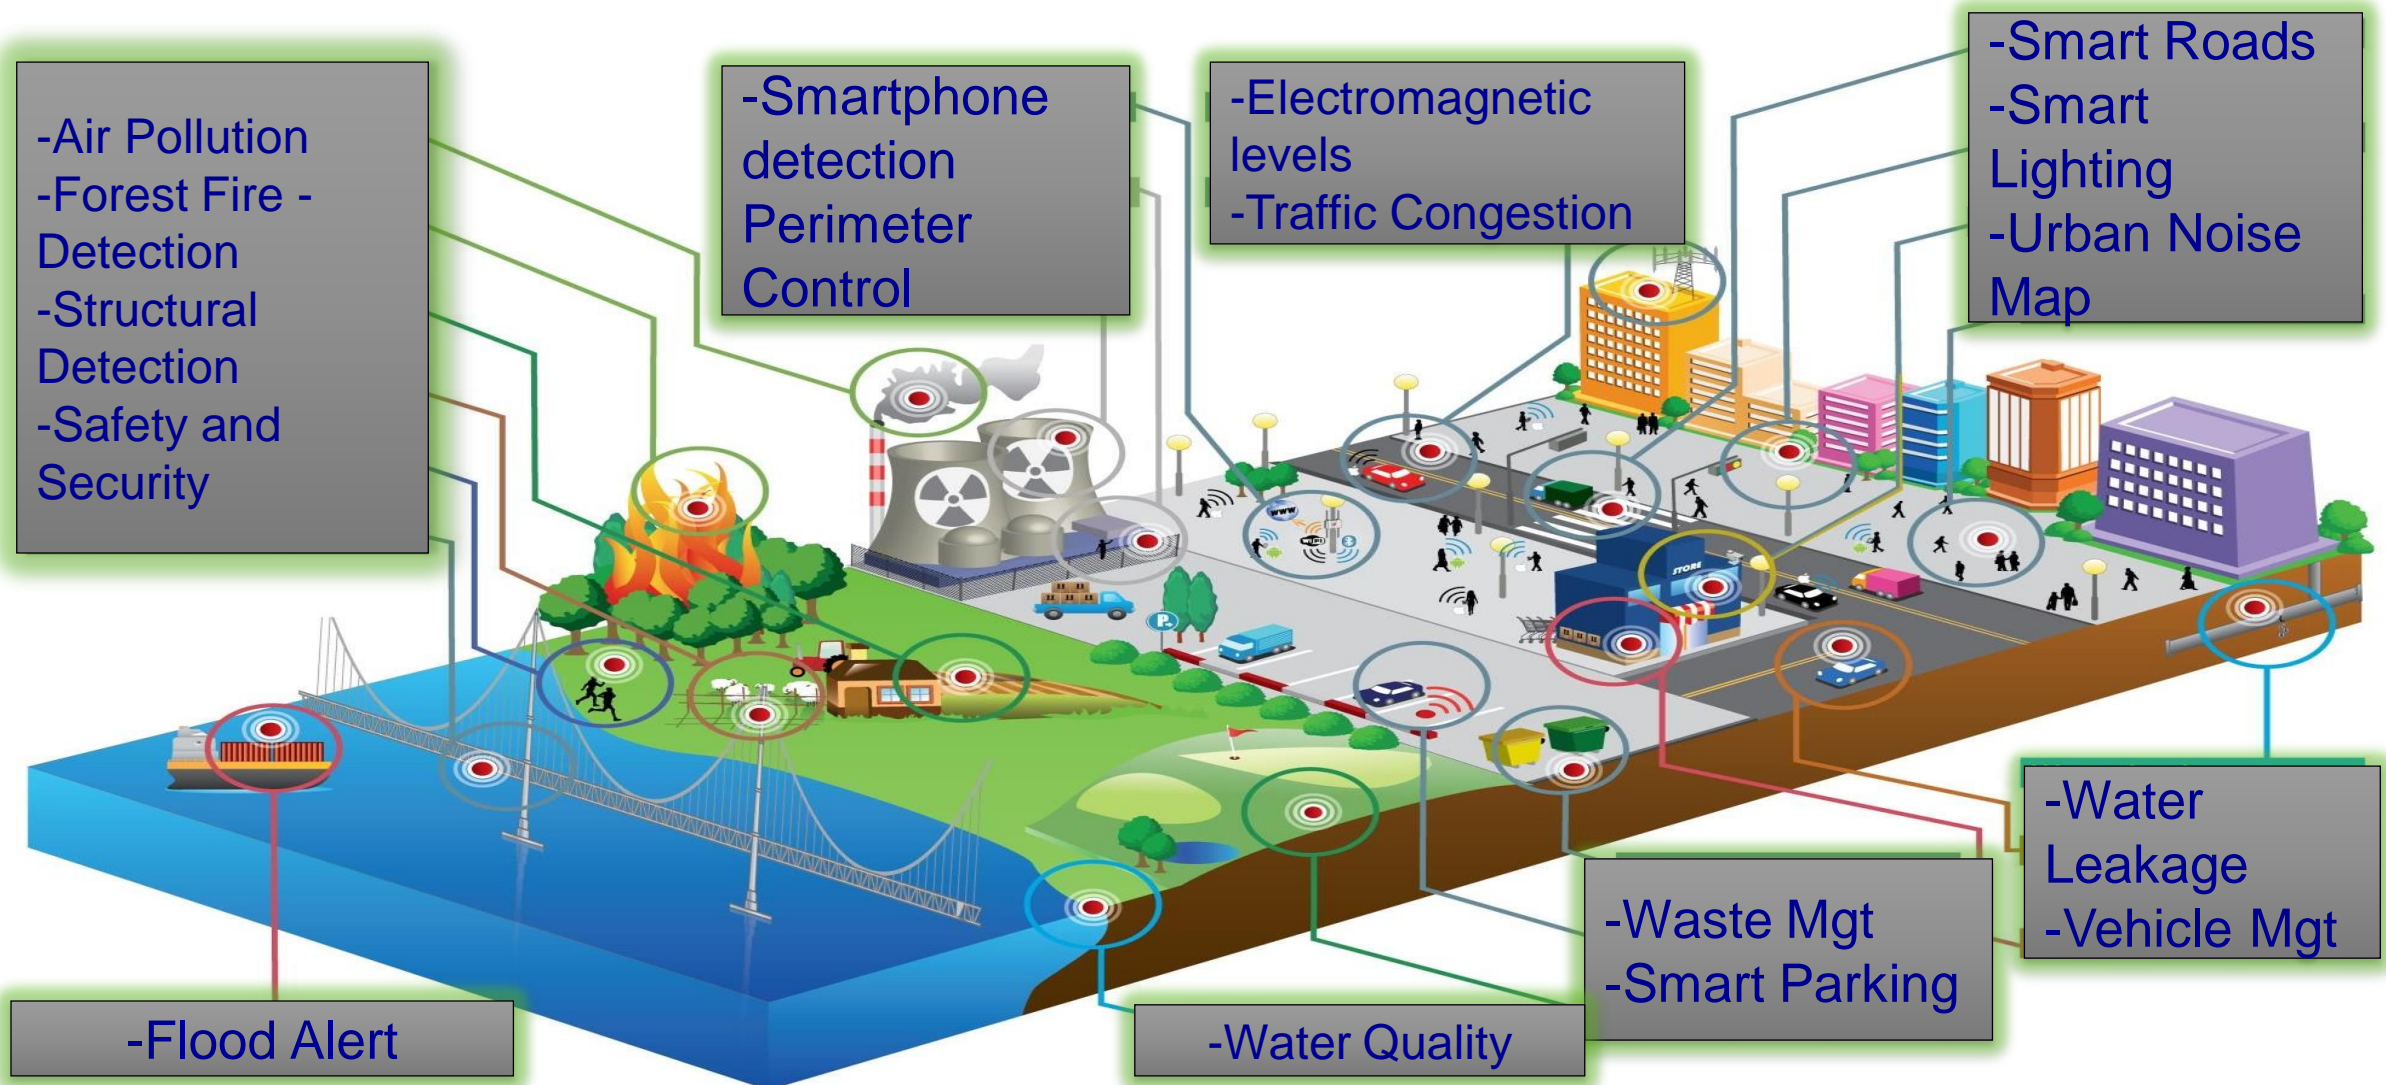 -Air Pollution
-Forest Fire -
Detection
-Structural
Detection
-Safety and
Security
-Smartphone
detection
Perimeter
Control
-Electromagnetic
levels
-Traffic Congestion
-Smart Roads
-Smart
Lighting
-Urban Noise
Map
www
STORE
P
-Water
Leakage
-Vehicle Mgt
-Waste Mgt
-Smart Parking
-Flood Alert
-Water Quality